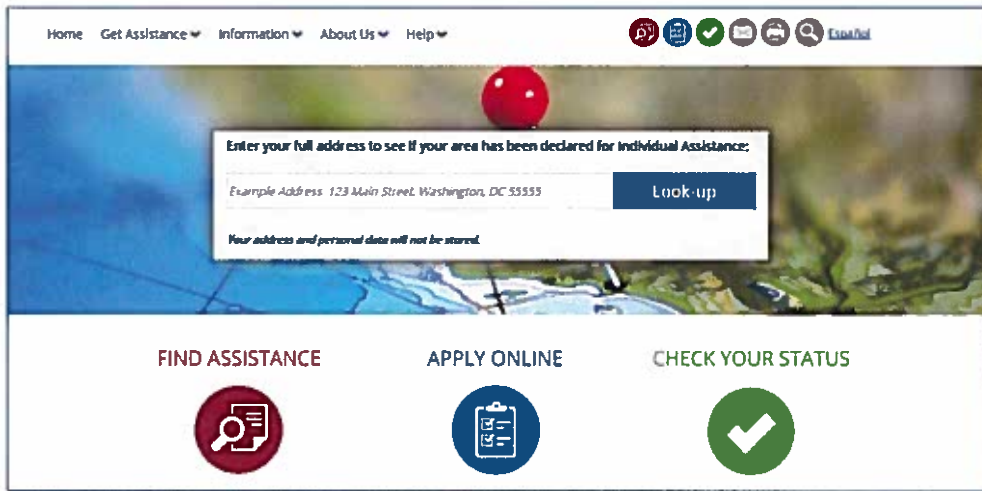 Home Get Assistance Information About Us Help Español
Enter your full address to see if your area has been declared for Individual Assistance:
Example Address: 123 Main Street, Washington, DC 55555
Look-up
Your address and personal data will not be stored.
FIND ASSISTANCE APPLY ONLINE CHECK YOUR STATUS